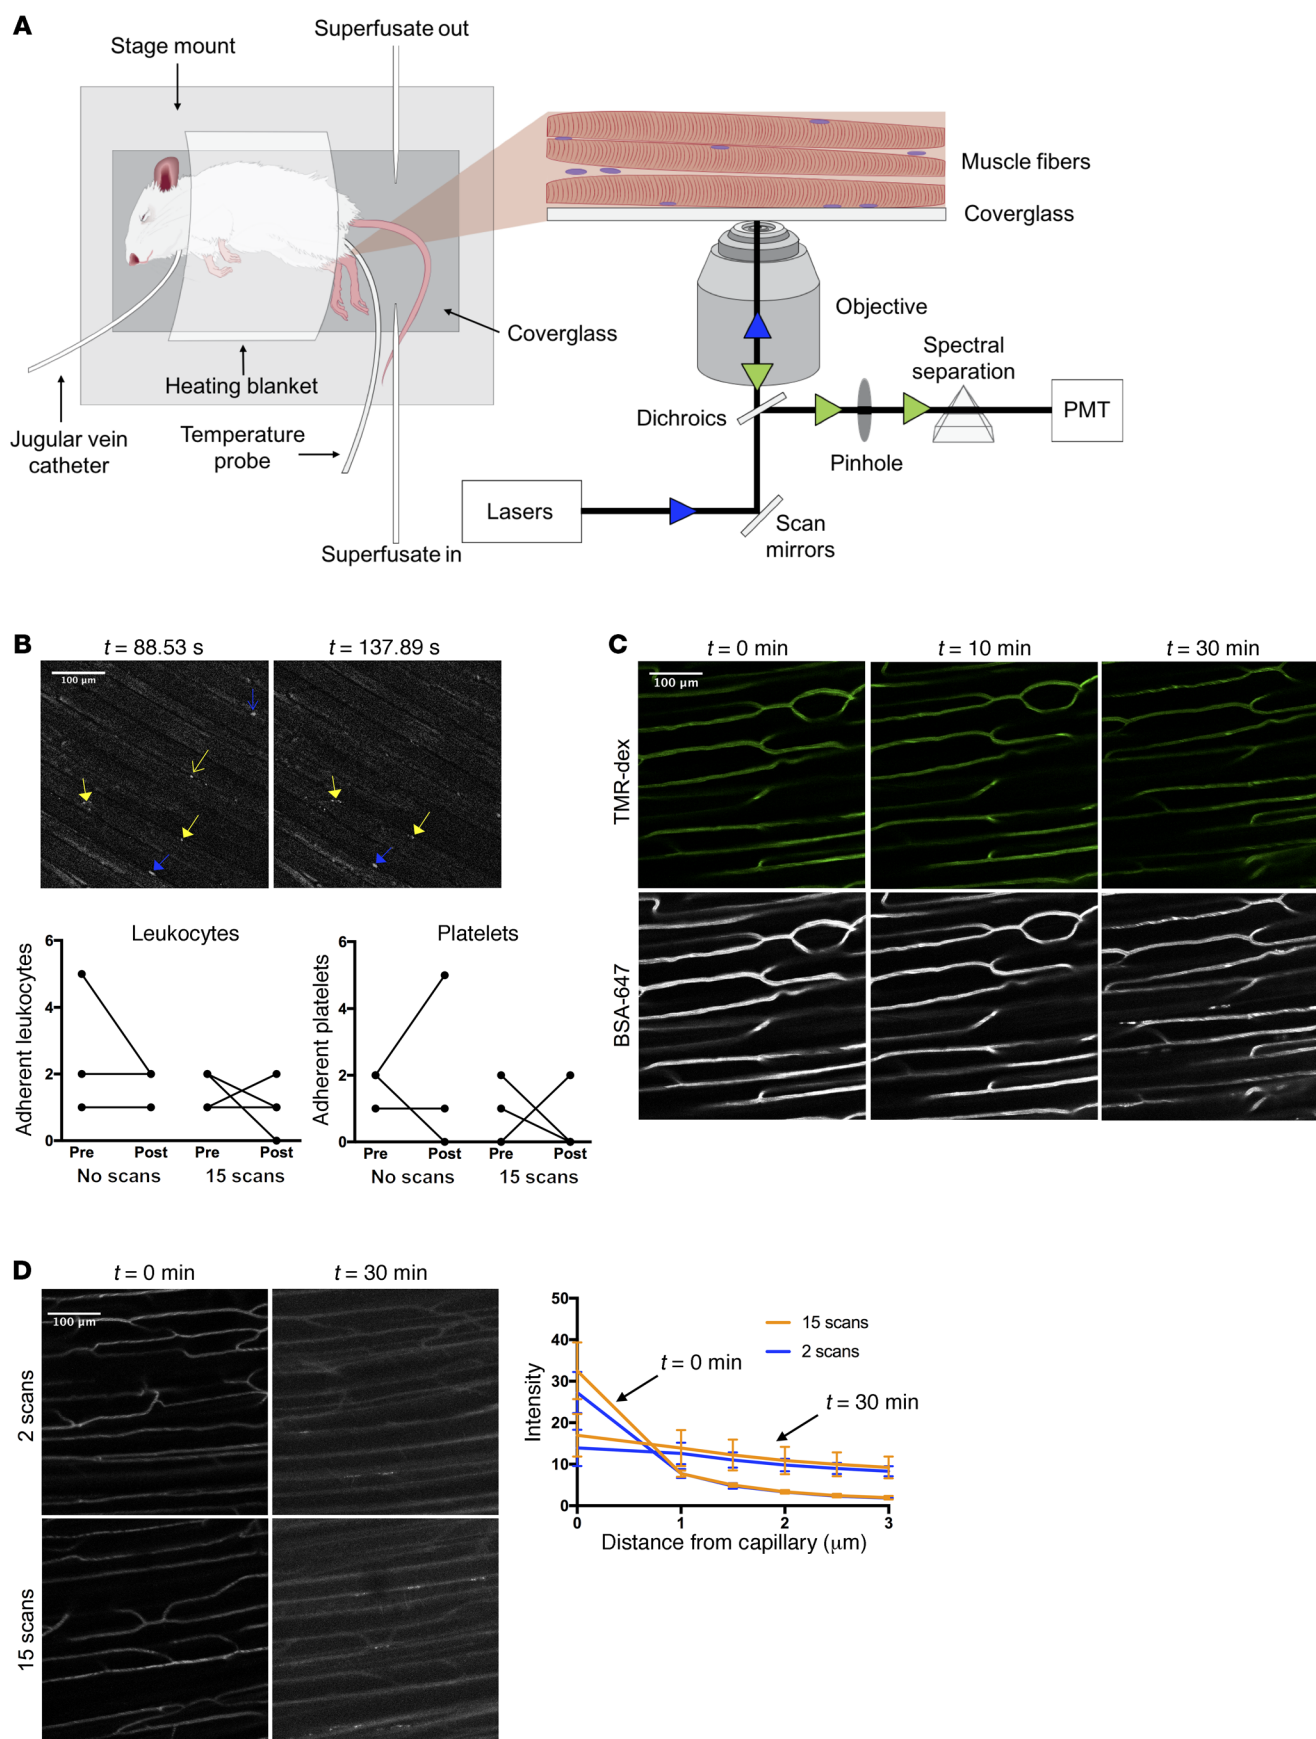 A
Stage mount
Superfusate out
Muscle fibers
Coverglass
Objective
Coverglass
Spectral
separation
Heating blanket
Dichroics
PMT
Jugular vein
catheter
Temperature
probe
Pinhole
Lasers
Scan
mirrors
Superfusate in
B
t = 88.53 s
t = 137.89 s
100 µm
Leukocytes
Adherent leukocytes
6
4
2
0
Pre
Post
Pre
Post
No scans
15 scans
Platelets
Adherent platelets
6
4
2
0
Pre
Post
Pre
Post
No scans
15 scans
C
t = 0 min
t = 10 min
t = 30 min
100 µm
TMR-dex
BSA-647
D
t = 0 min
t = 30 min
100 µm
2 scans
15 scans
50
40
30
20
10
0
Intensity
15 scans
2 scans
t = 0 min
t = 30 min
0
1
2
3
Distance from capillary (µm)